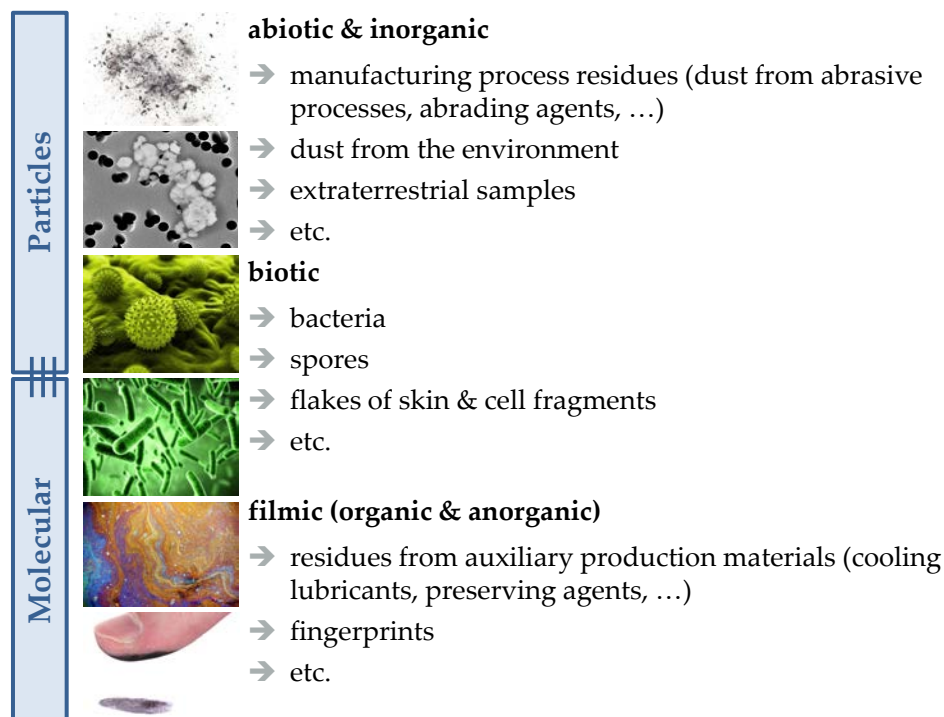 Particles
Molecular
abiotic & inorganic
→ manufacturing process residues (dust from abrasive
processes, abrading agents, …)
→ dust from the environment
→ extraterrestrial samples
→ etc.
biotic
→ bacteria
→ spores
→ flakes of skin & cell fragments
→ etc.
filmic (organic & anorganic)
→ residues from auxiliary production materials (cooling
lubricants, preserving agents, …)
→ fingerprints
→ etc.